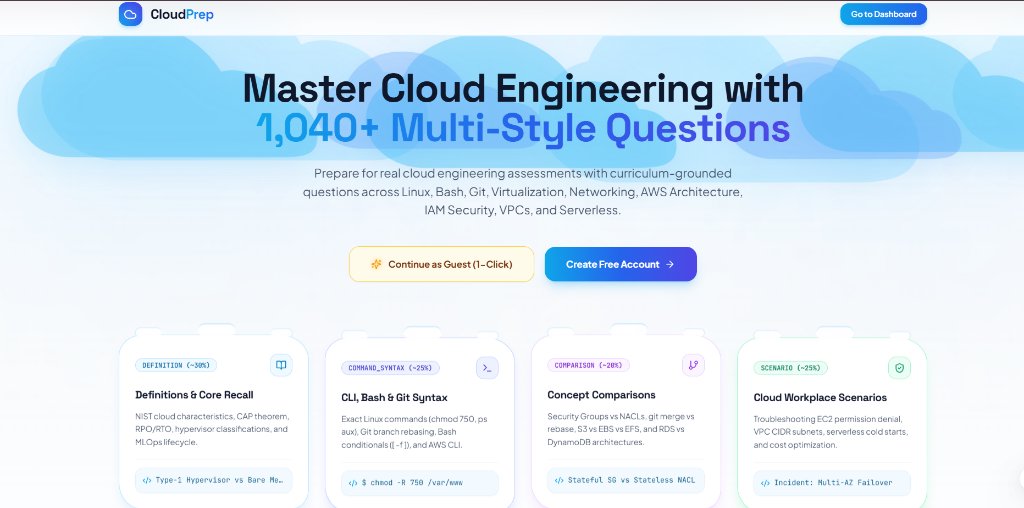 CloudPrep
Go to Dashboard
Master Cloud Engineering with
1,040+ Multi-Style Questions
Prepare for real cloud engineering assessments with curriculum-grounded
questions across Linux, Bash, Git, Virtualization, Networking, AWS Architecture,
IAM Security, VPCs, and Serverless.
Continue as Guest (1-Click)
Create Free Account →
DEFINITION (~30%)
Definitions & Core Recall
NIST cloud characteristics, CAP theorem,
RPO/RTO, hypervisor classifications, and
MLOps lifecycle.
</> Type-1 Hypervisor vs Bare Me…
COMMAND_SYNTAX (~25%)
CLI, Bash & Git Syntax
Exact Linux commands (chmod 750, ps
aux), Git branch rebasing, Bash
conditionals ([ -f ]), and AWS CLI.
</> $ chmod -R 750 /var/www
COMPARISON (~20%)
Concept Comparisons
Security Groups vs NACLs, git merge vs
rebase, S3 vs EBS vs EFS, and RDS vs
DynamoDB architectures.
</> Stateful SG vs Stateless NACL
SCENARIO (~25%)
Cloud Workplace Scenarios
Troubleshooting EC2 permission denial,
VPC CIDR subnets, serverless cold starts,
and cost optimization.
</> Incident: Multi-AZ Failover